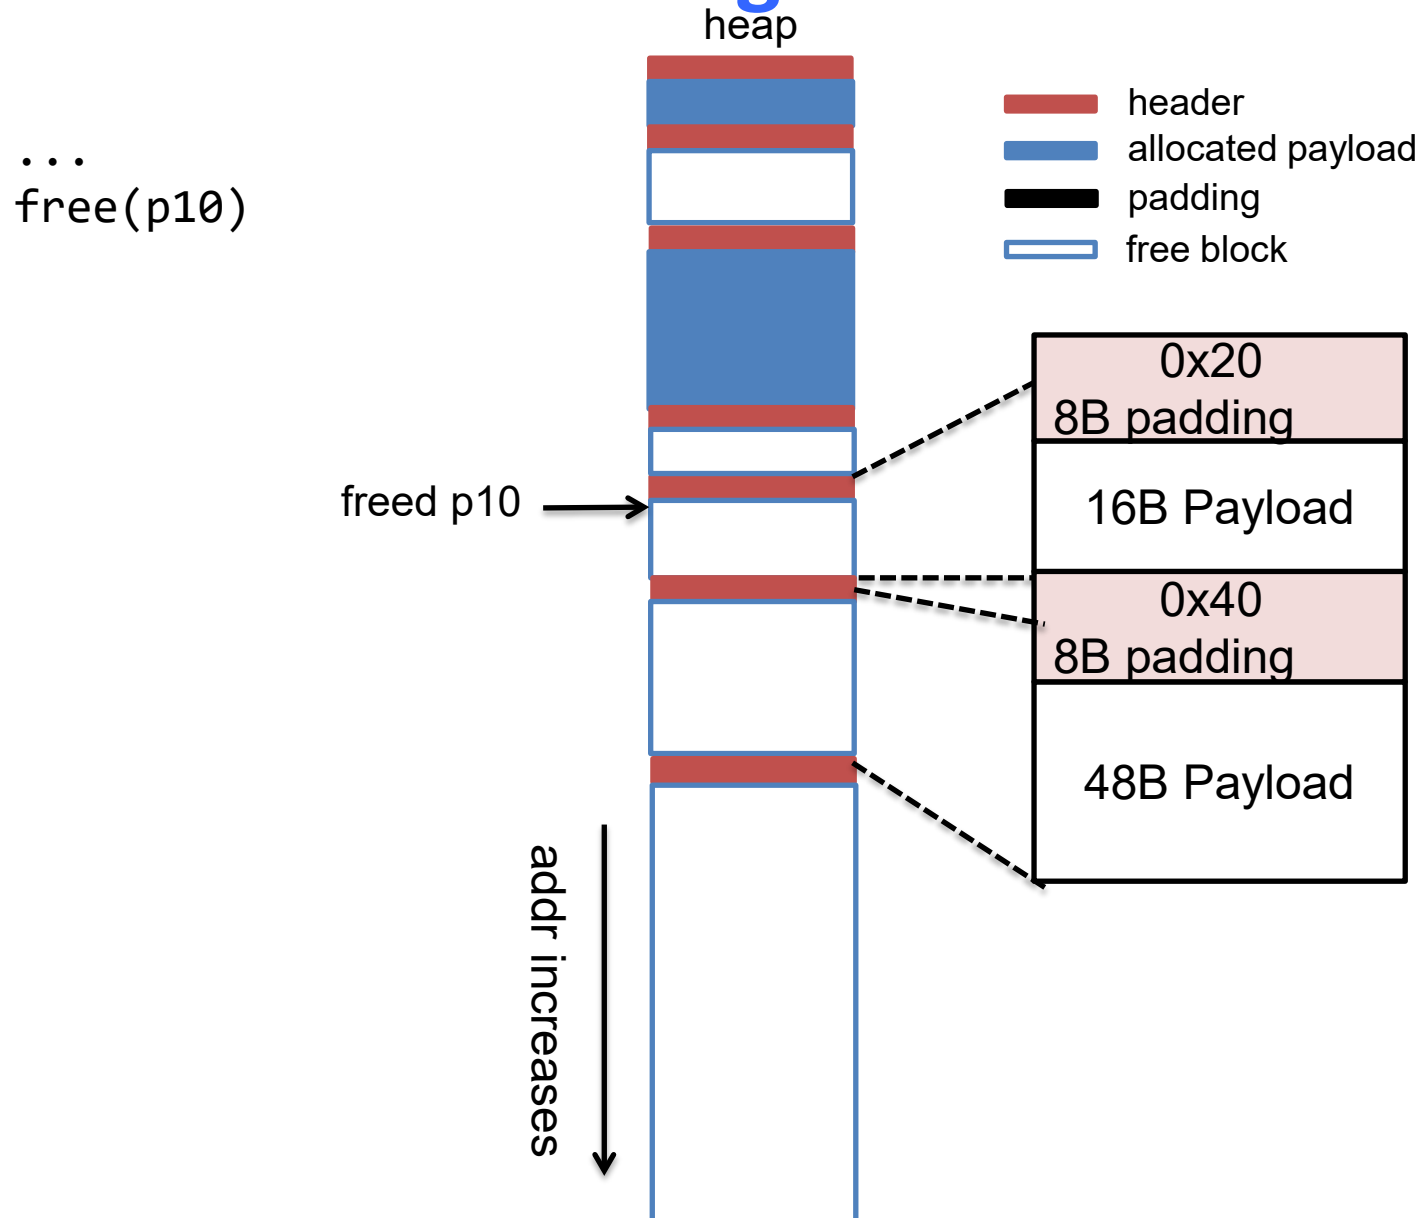 heap
...
free(p10)
header
allocated payload
padding
free block
0x20
8B padding
16B Payload
freed p10
0x40
8B padding
48B Payload
addr increases